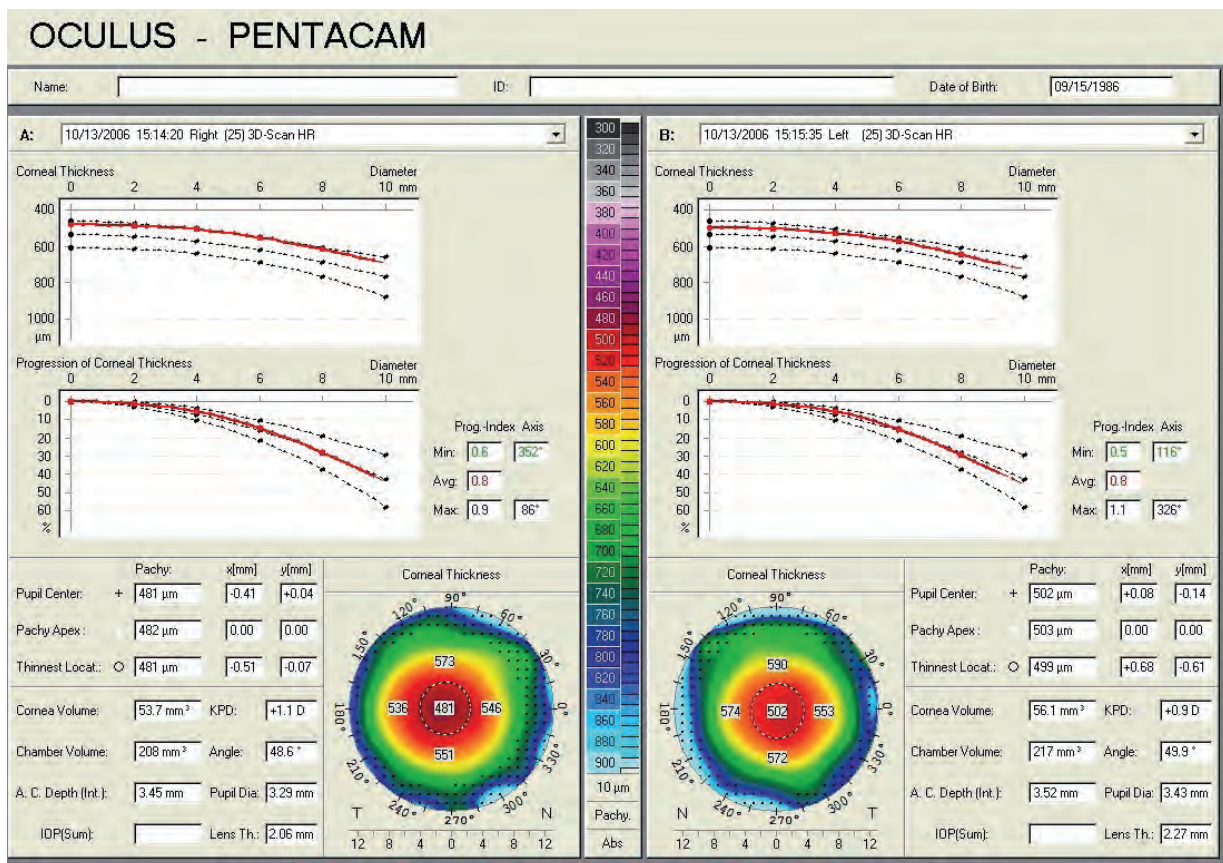 OCULUS - PENTACAM
Name: ID: Date of Birth: 09/15/1986
A: 10/13/2006 15:14:20 Right (25) 3D-Scan HR
Corneal Thickness Diameter
0 2 4 6 8 10 mm
400
600
800
1000
µm
Progression of Corneal Thickness Diameter
0 2 4 6 8 10 mm
0
10
20
30
40
50
60
%
Prog.-Index Axis
Min: 0.6 352°
Avg: 0.8
Max: 0.9 86°
Pachy: x[mm] y[mm]
Pupil Center: + 481 µm -0.41 +0.04
Pachy Apex : 482 µm 0.00 0.00
Thinnest Locat.: O 481 µm -0.51 -0.07
Cornea Volume: 53.7 mm³ KPD: +1.1 D
Chamber Volume: 208 mm³ Angle: 48.6 °
A. C. Depth (Int.): 3.45 mm Pupil Dia: 3.29 mm
IOP(Sum): Lens Th.: 2.06 mm
Corneal Thickness
90°
120° 60°
150° 30°
573
180° 536 481 546 0°
551
210° 330°
240° 300°
270°
T N
12 8 4 0 4 8 12
300
320
340
360
380
400
420
440
460
480
500
520
540
560
580
600
620
640
660
680
700
720
740
760
780
800
820
840
860
880
900
10 µm
Pachy.
Abs
B: 10/13/2006 15:15:35 Left (25) 3D-Scan HR
Corneal Thickness Diameter
0 2 4 6 8 10 mm
400
600
800
1000
µm
Progression of Corneal Thickness Diameter
0 2 4 6 8 10 mm
0
10
20
30
40
50
60
%
Prog.-Index Axis
Min: 0.5 116°
Avg: 0.8
Max: 1.1 326°
Corneal Thickness
90°
120° 60°
150° 30°
590
180° 574 502 553 0°
572
210° 330°
240° 300°
270°
N T
12 8 4 0 4 8 12
Pachy: x[mm] y[mm]
Pupil Center: + 502 µm +0.08 -0.14
Pachy Apex : 503 µm 0.00 0.00
Thinnest Locat.: O 499 µm +0.68 -0.61
Cornea Volume: 56.1 mm³ KPD: +0.9 D
Chamber Volume: 217 mm³ Angle: 49.9 °
A. C. Depth (Int.): 3.52 mm Pupil Dia: 3.43 mm
IOP(Sum): Lens Th.: 2.27 mm